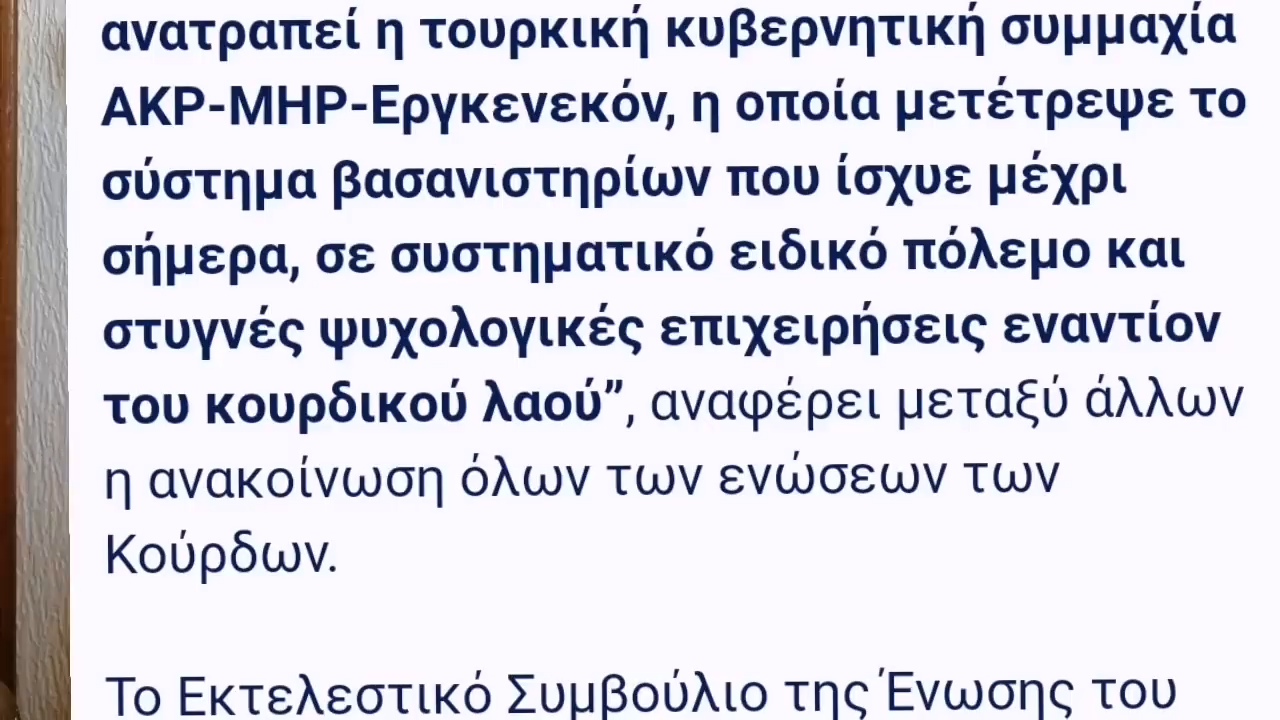 ανατραπεί η τουρκική κυβερνητική συμμαχία
AKP-MHP-Εργκενεκόν, η οποία μετέτρεψε το
σύστημα βασανιστηρίων που ίσχυε μέχρι
σήμερα, σε συστηματικό ειδικό πόλεμο και
στυγνές ψυχολογικές επιχειρήσεις εναντίον
του κουρδικού λαού”, αναφέρει μεταξύ άλλων
η ανακοίνωση όλων των ενώσεων των
Κούρδων.
Το Εκτελεστικό Συμβούλιο της Ένωσης του